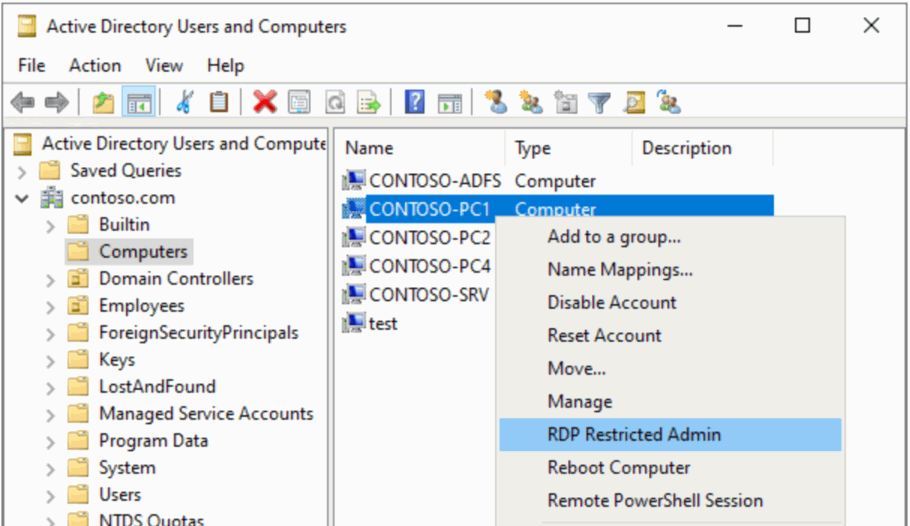 Active Directory Users and Computers
File Action View Help
Active Directory Users and Compute
Saved Queries
contoso.com
Builtin
Computers
Domain Controllers
Employees
ForeignSecurityPrincipals
Keys
LostAndFound
Managed Service Accounts
Program Data
System
Users
NTDS Quotas
Name Type Description
CONTOSO-ADFS Computer
CONTOSO-PC1 Computer
CONTOSO-PC2
CONTOSO-PC4
CONTOSO-SRV
test
Add to a group...
Name Mappings...
Disable Account
Reset Account
Move...
Manage
RDP Restricted Admin
Reboot Computer
Remote PowerShell Session